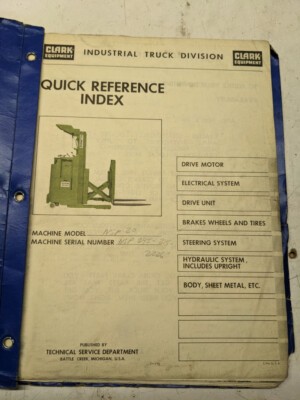 CLARK
EQUIPMENT
INDUSTRIAL TRUCK DIVISION
CLARK
EQUIPMENT
QUICK REFERENCE
INDEX
MACHINE MODEL
MACHINE SERIAL NUMBER
DRIVE MOTOR
ELECTRICAL SYSTEM
DRIVE UNIT
BRAKES WHEELS AND TIRES
STEERING SYSTEM
HYDRAULIC SYSTEM,
INCLUDES UPRIGHT
BODY, SHEET METAL, ETC.
PUBLISHED BY
TECHNICAL SERVICE DEPARTMENT
BATTLE CREEK, MICHIGAN, U.S.A.